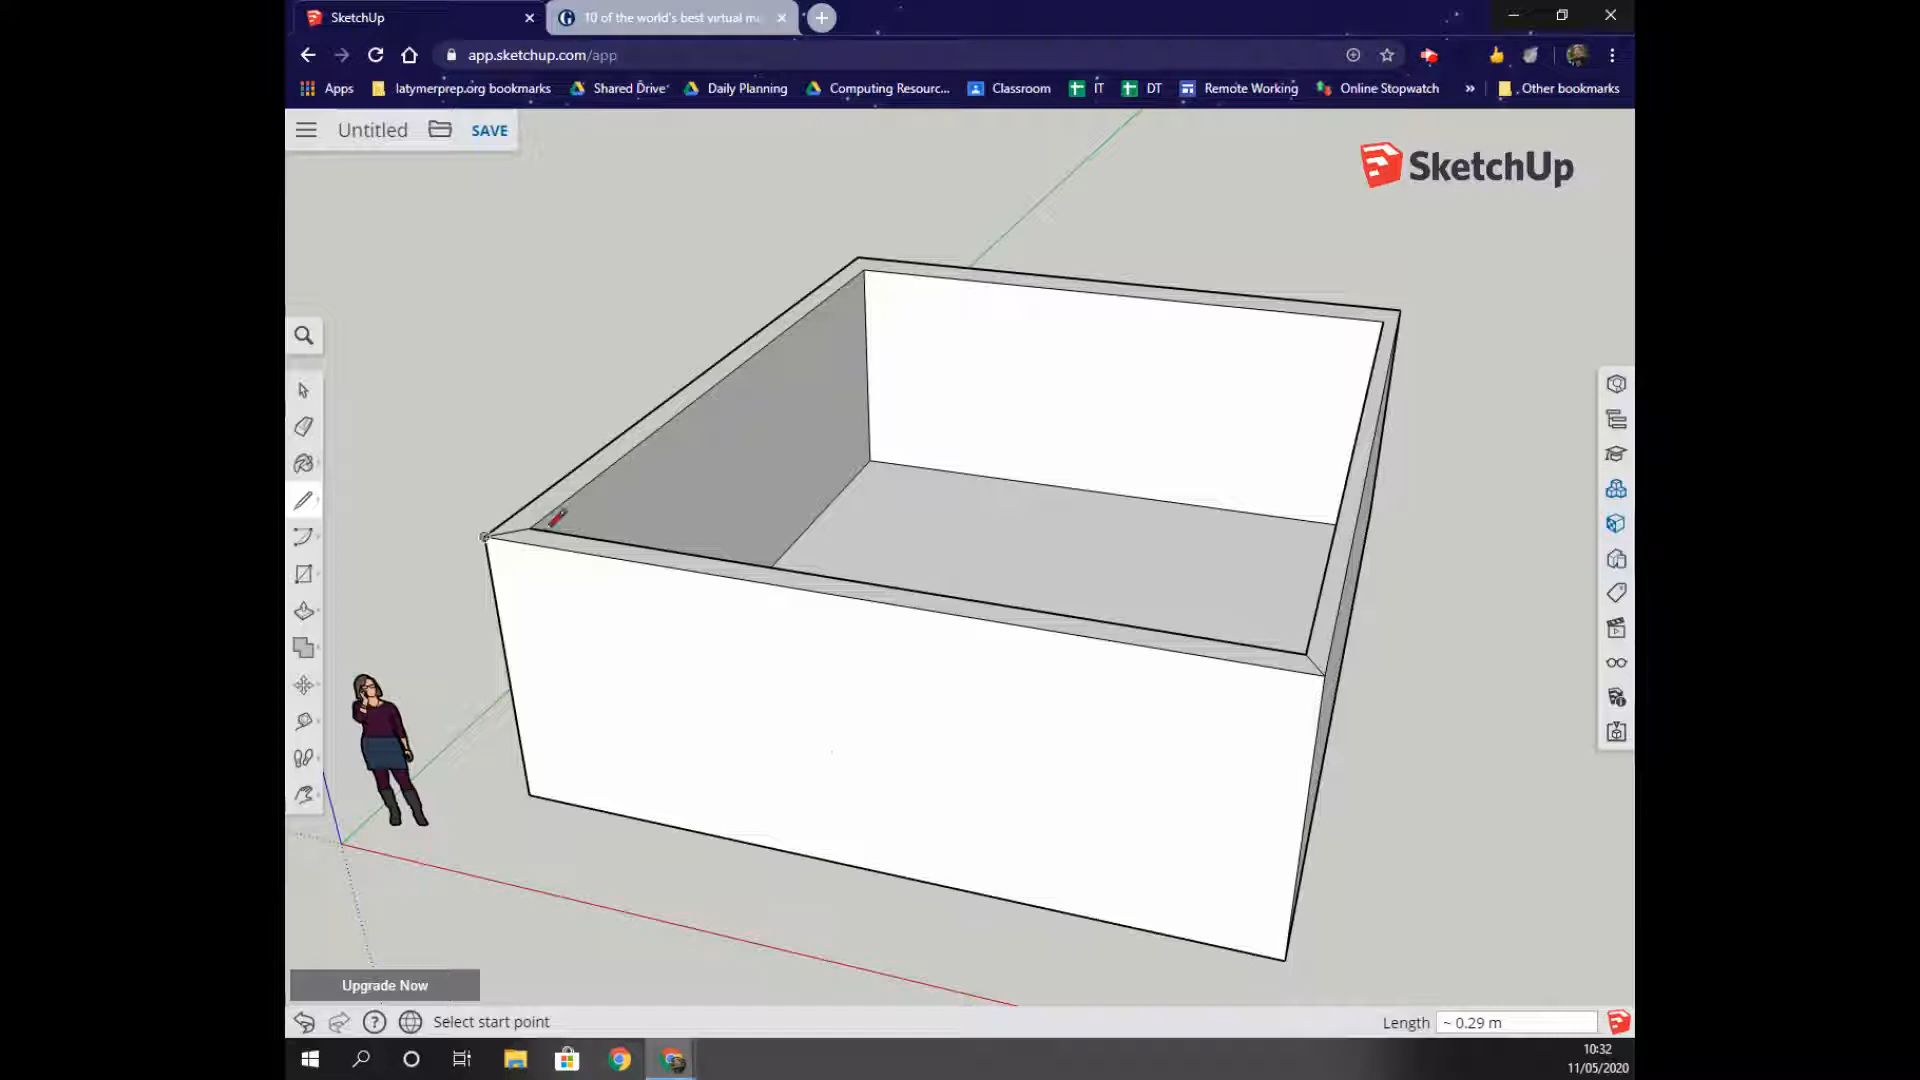 SketchUp
10 of the world's best virtual m
app.sketchup.com/app
Apps
latymerprep.org bookmarks
Shared Drive
Daily Planning
Computing Resourc...
Classroom
IT
DT
Remote Working
Online Stopwatch
»
Other bookmarks
Untitled
SAVE
SketchUp
Upgrade Now
Select start point
Length
~ 0.29 m
10:32
11/05/2020